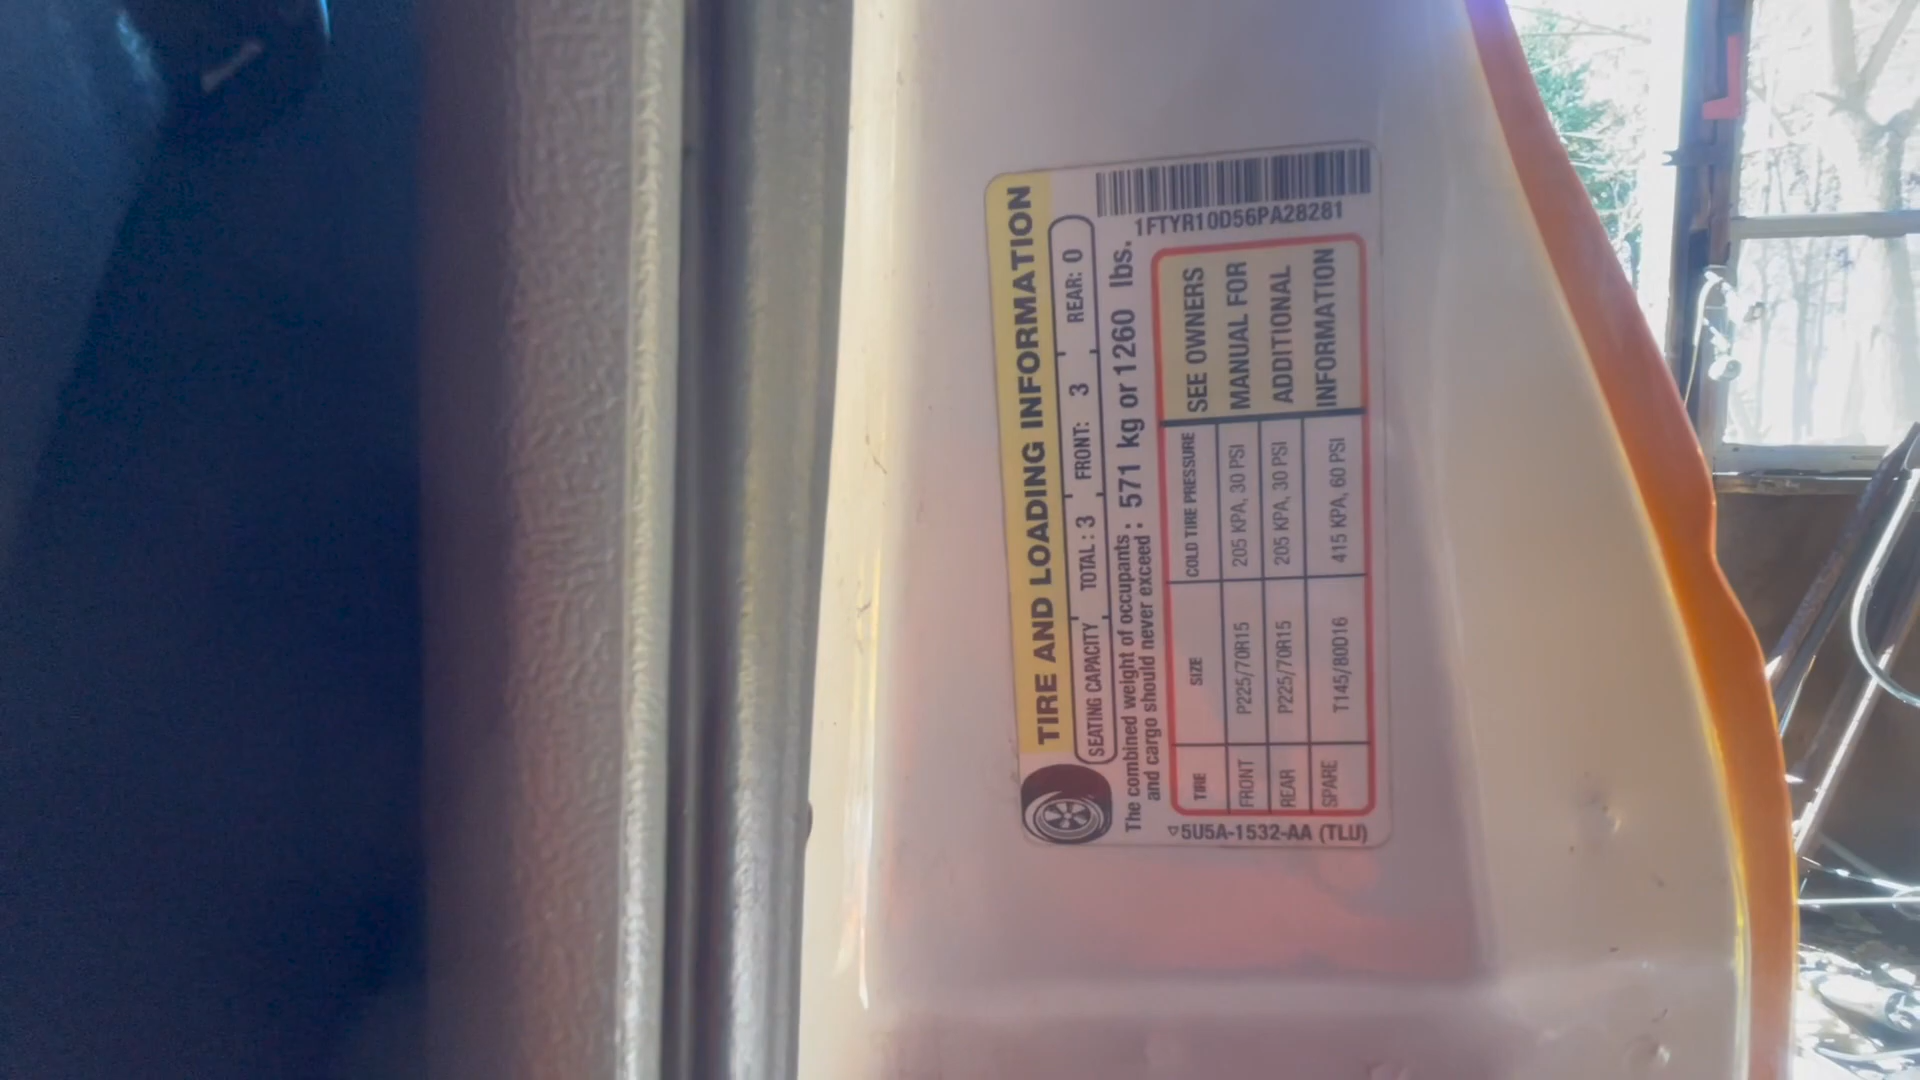 TIRE AND LOADING INFORMATION
SEATING CAPACITY TOTAL : 3 FRONT: 3 REAR: 0
The combined weight of occupants
and cargo should never exceed : 571 kg or 1260 lbs.
1FTYR10D56PA28281
TIRE SIZE COLD TIRE PRESSURE SEE OWNERS
FRONT P225/70R15 205 KPA, 30 PSI MANUAL FOR
REAR P225/70R15 205 KPA, 30 PSI ADDITIONAL
SPARE T145/80D16 415 KPA, 60 PSI INFORMATION
▽5U5A-1532-AA (TLU)